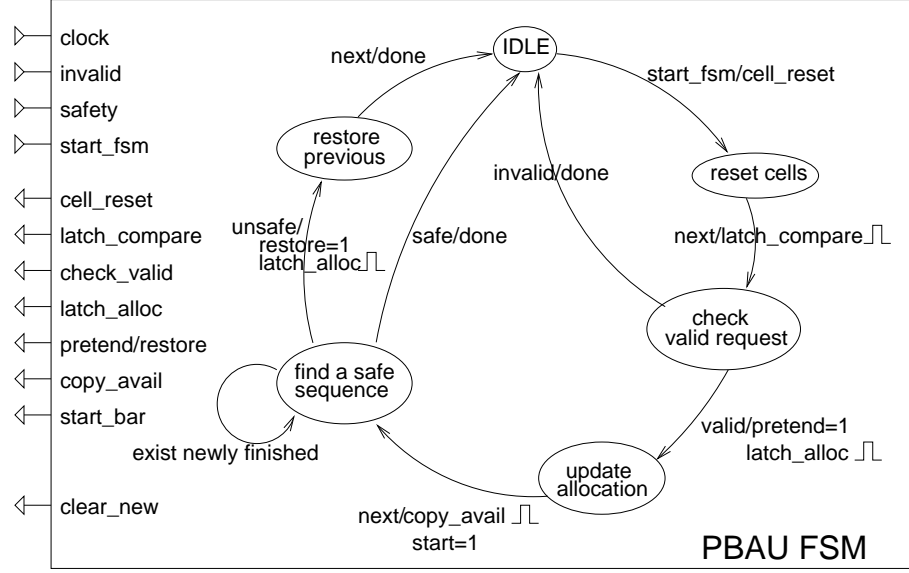 clock
invalid
safety
start_fsm
cell_reset
latch_compare
check_valid
latch_alloc
pretend/restore
copy_avail
start_bar
clear_new
IDLE
next/done
start_fsm/cell_reset
restore
previous
reset cells
invalid/done
unsafe/
restore=1
latch_alloc
safe/done
next/latch_compare
check
valid request
find a safe
sequence
exist newly finished
valid/pretend=1
latch_alloc
update
allocation
next/copy_avail
start=1
PBAU FSM